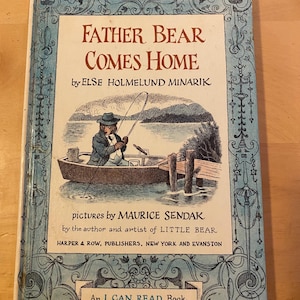 FATHER BEAR
COMES HOME
by ELSE HOLMELUND MINARIK
pictures by MAURICE SENDAK
by the author and artist of LITTLE BEAR
HARPER & ROW, PUBLISHERS, NEW YORK AND EVANSTON
An I CAN READ Book